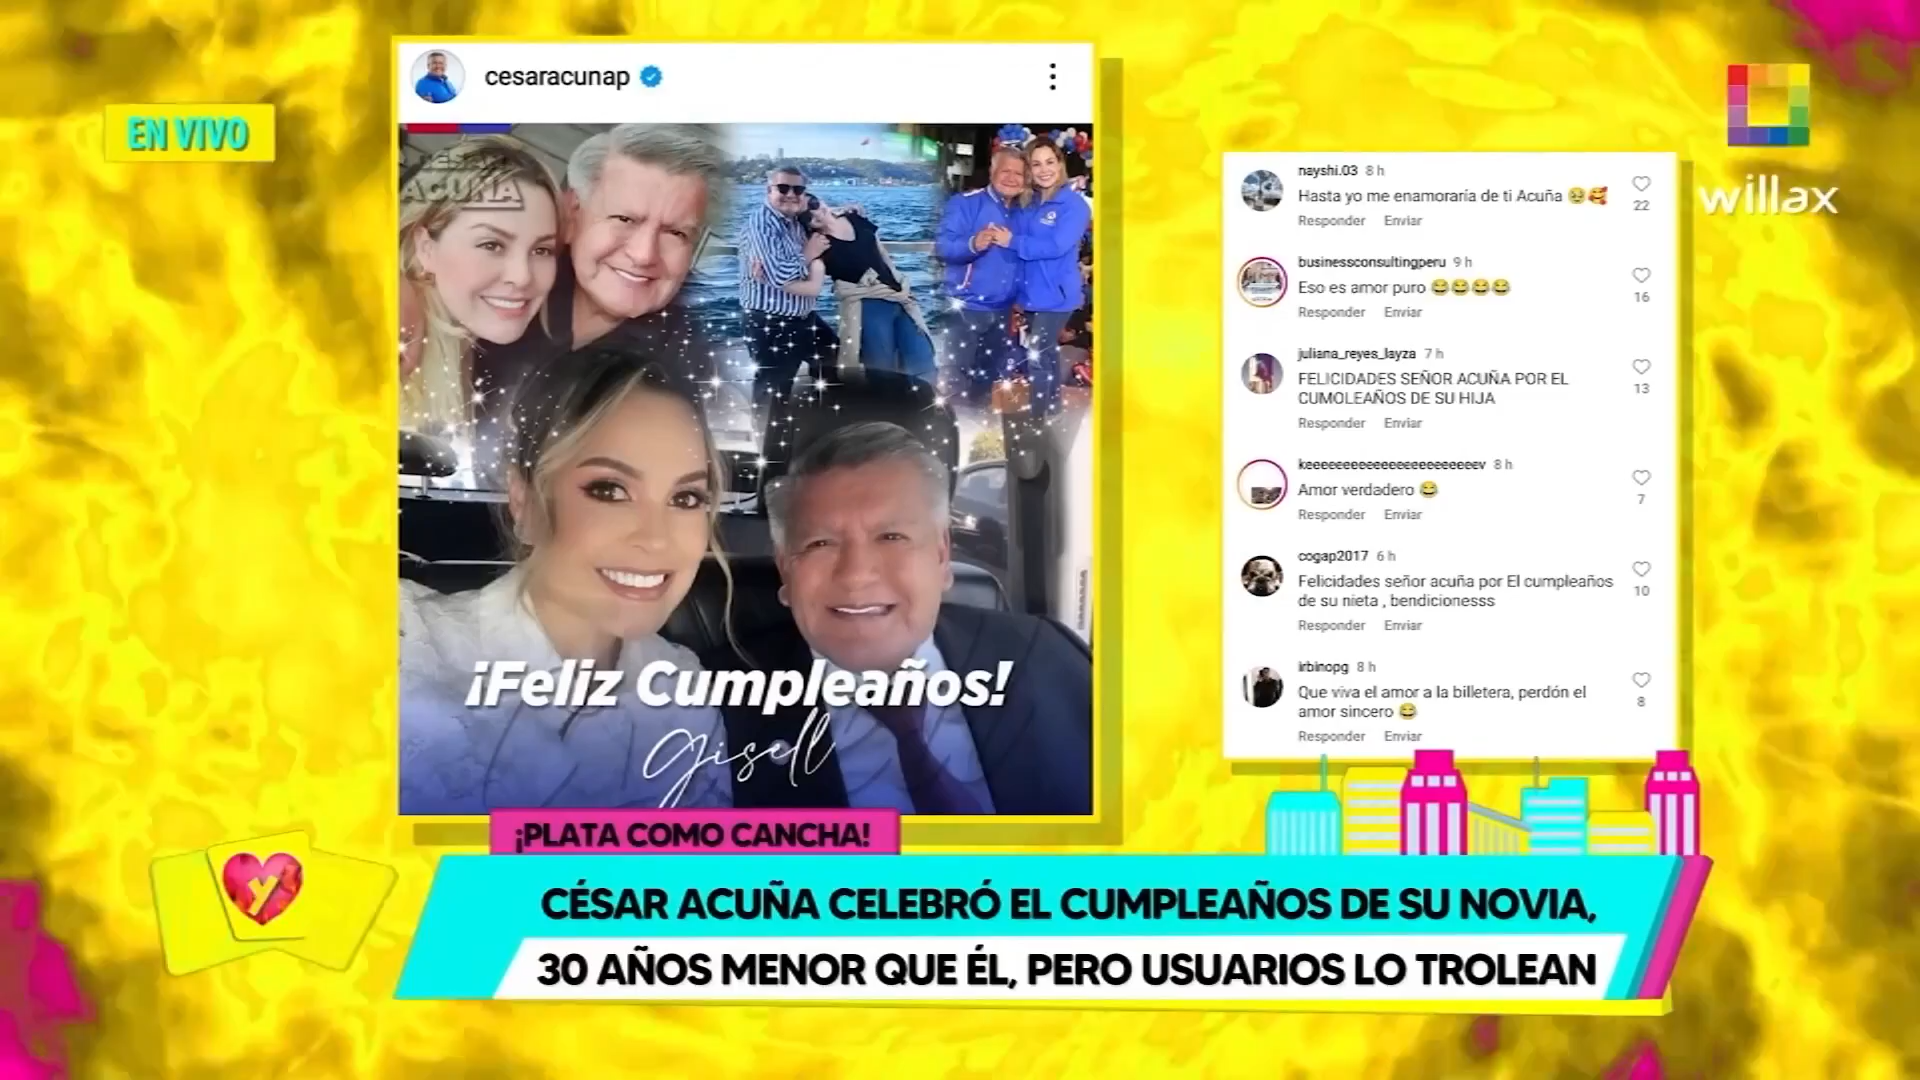 EN VIVO
cesaracunap
CESAR
ACUÑA
¡Feliz Cumpleaños!
Gisell
willax
nayshi.03 8 h
Hasta yo me enamoraría de ti Acuña 🥹🥰
22
Responder Enviar
businessconsultingperu 9 h
Eso es amor puro 😂😂😂😂
16
Responder Enviar
juliana_reyes_layza 7 h
FELICIDADES SEÑOR ACUÑA POR EL
CUMOLEAÑOS DE SU HIJA
13
Responder Enviar
keeeeeeeeeeeeeeeeeeeeeev 8 h
Amor verdadero 😂
7
Responder Enviar
cogap2017 6 h
Felicidades señor acuña por El cumpleaños
de su nieta , bendicionesss
10
Responder Enviar
irbinopg 8 h
Que viva el amor a la billetera, perdón el
amor sincero 😂
8
Responder Enviar
y
¡PLATA COMO CANCHA!
CÉSAR ACUÑA CELEBRÓ EL CUMPLEAÑOS DE SU NOVIA,
30 AÑOS MENOR QUE ÉL, PERO USUARIOS LO TROLEAN